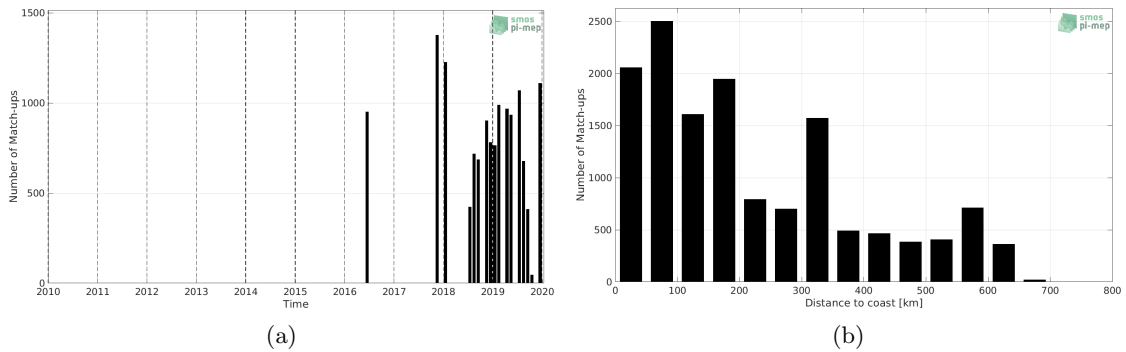 1500
1000
500
0
Number of Match-ups
2010 2011 2012 2013 2014 2015 2016 2017 2018 2019 2020
Time
smos
pi-mep
(a)
2500
2000
1500
1000
500
0
Number of Match-ups
0 100 200 300 400 500 600 700 800
Distance to coast [km]
smos
pi-mep
(b)